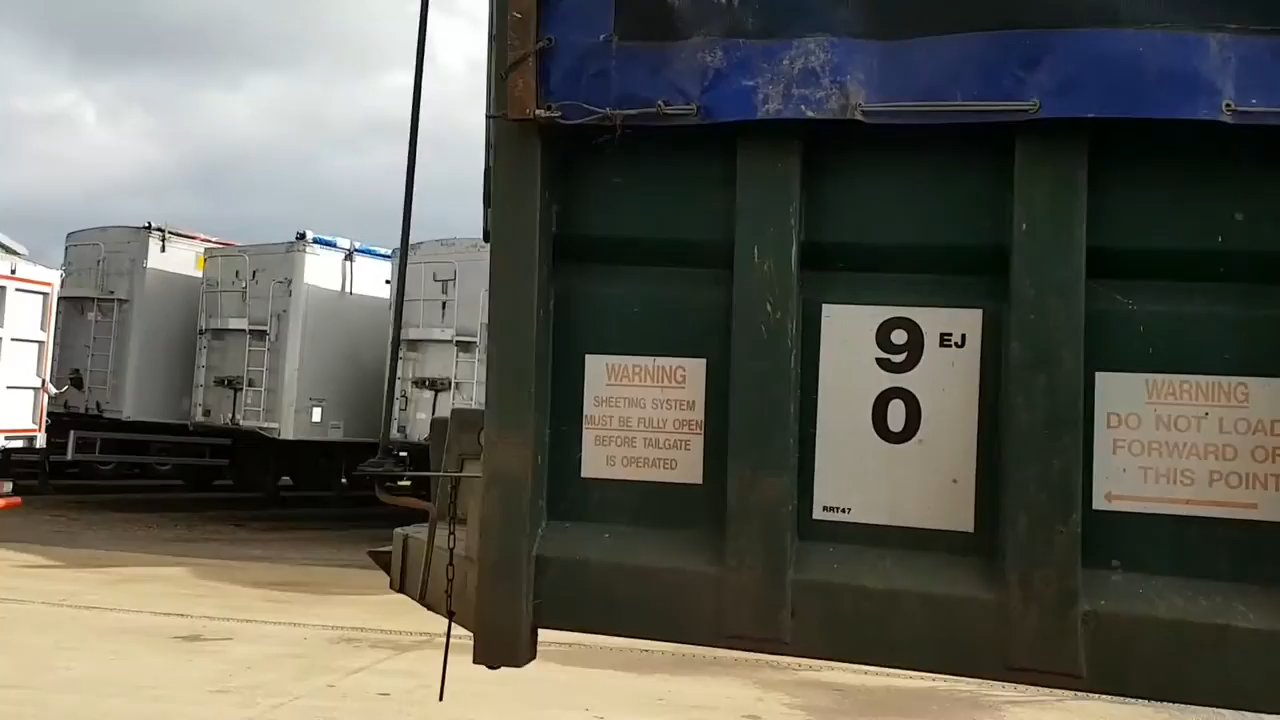 WARNING
SHEETING SYSTEM
MUST BE FULLY OPEN
BEFORE TAILGATE
IS OPERATED
9 EJ
0
RRT47
WARNING
DO NOT LOAD
FORWARD OF
THIS POINT